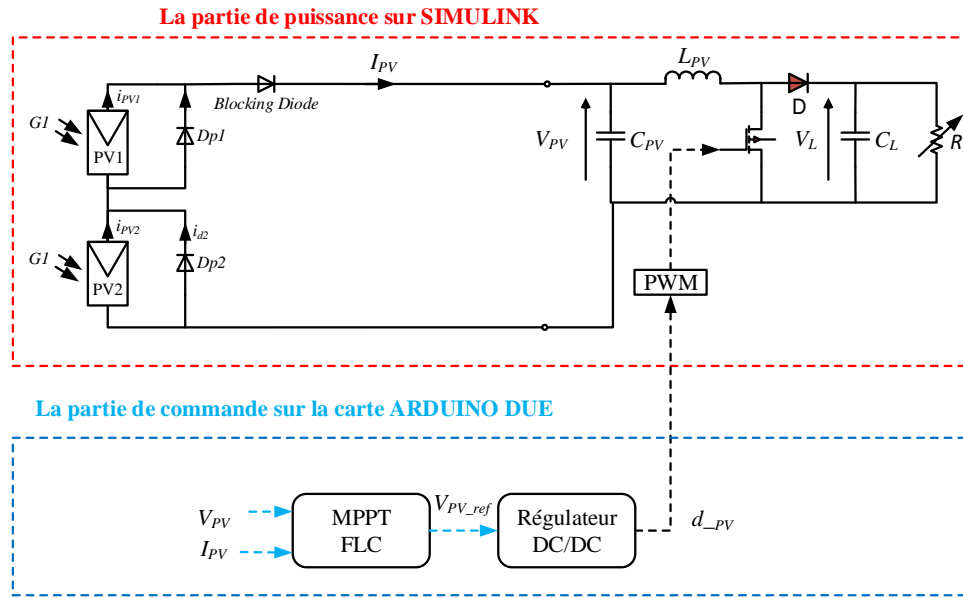 La partie de puissance sur SIMULINK
I_PV
L_PV
i_PV1
Blocking Diode
G1
PV1
Dp1
V_PV
C_PV
D
V_L
C_L
R
i_PV2
i_d2
G1
PV2
Dp2
PWM
La partie de commande sur la carte ARDUINO DUE
V_PV
I_PV
MPPT
FLC
V_PV_ref
Régulateur
DC/DC
d_PV